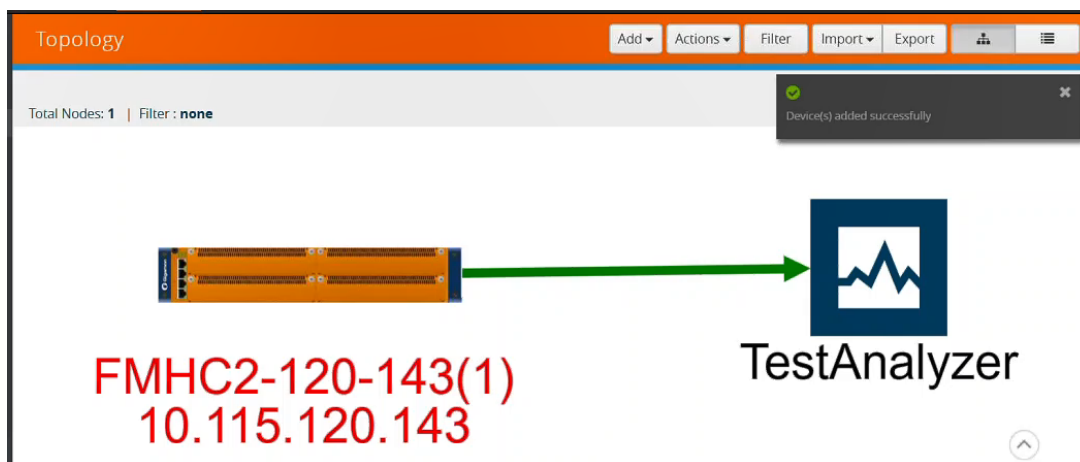 Topology
Add
Actions
Filter
Import
Export
Total Nodes: 1 | Filter : none
Device(s) added successfully
FMHC2-120-143(1)
10.115.120.143
TestAnalyzer